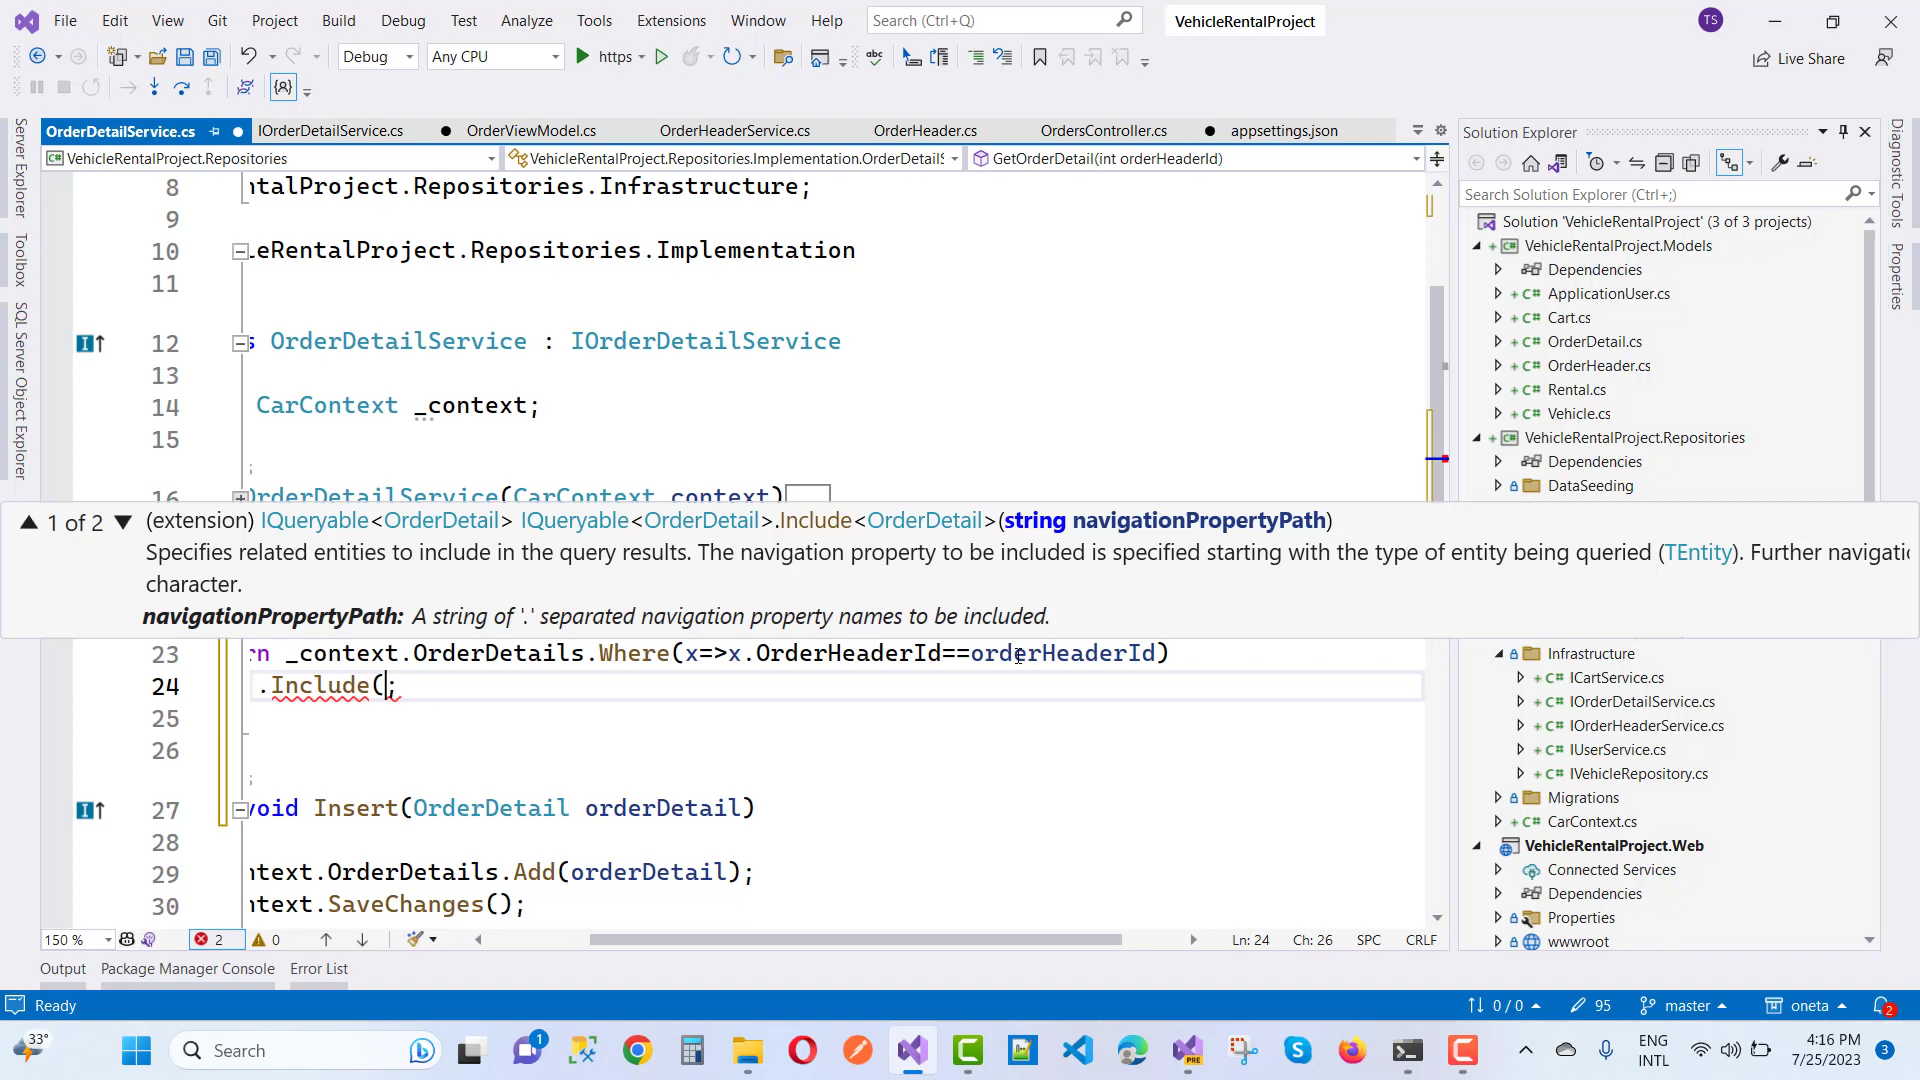 File Edit View Git Project Build Debug Test Analyze Tools Extensions Window Help Search (Ctrl+Q) VehicleRentalProject TS
Debug Any CPU https Live Share
OrderDetailService.cs IOrderDetailService.cs OrderViewModel.cs OrderHeaderService.cs OrderHeader.cs OrdersController.cs appsettings.json
VehicleRentalProject.Repositories VehicleRentalProject.Repositories.Implementation.OrderDetailS GetOrderDetail(int orderHeaderId)
8 ntalProject.Repositories.Infrastructure;
9
10 leRentalProject.Repositories.Implementation
11
12 s OrderDetailService : IOrderDetailService
13
14 CarContext _context;
15
16 OrderDetailService(CarContext context)
1 of 2 (extension) IQueryable<OrderDetail> IQueryable<OrderDetail>.Include<OrderDetail>(string navigationPropertyPath)
Specifies related entities to include in the query results. The navigation property to be included is specified starting with the type of entity being queried (TEntity). Further navigati
character.
navigationPropertyPath: A string of '.' separated navigation property names to be included.
23 rn _context.OrderDetails.Where(x=>x.OrderHeaderId==orderHeaderId)
24 .Include(;
25
26
27 void Insert(OrderDetail orderDetail)
28
29 ntext.OrderDetails.Add(orderDetail);
30 ntext.SaveChanges();
150 % 2 0 Ln: 24 Ch: 26 SPC CRLF
Output Package Manager Console Error List
Server Explorer
Toolbox
SQL Server Object Explorer
Solution Explorer
Search Solution Explorer (Ctrl+;)
Solution 'VehicleRentalProject' (3 of 3 projects)
VehicleRentalProject.Models
Dependencies
ApplicationUser.cs
Cart.cs
OrderDetail.cs
OrderHeader.cs
Rental.cs
Vehicle.cs
VehicleRentalProject.Repositories
Dependencies
DataSeeding
Infrastructure
ICartService.cs
IOrderDetailService.cs
IOrderHeaderService.cs
IUserService.cs
IVehicleRepository.cs
Migrations
CarContext.cs
VehicleRentalProject.Web
Connected Services
Dependencies
Properties
wwwroot
Diagnostic Tools
Properties
Ready 0 / 0 95 master oneta 2
33° Search 1 PRE ENG
INTL
4:16 PM
7/25/2023
3